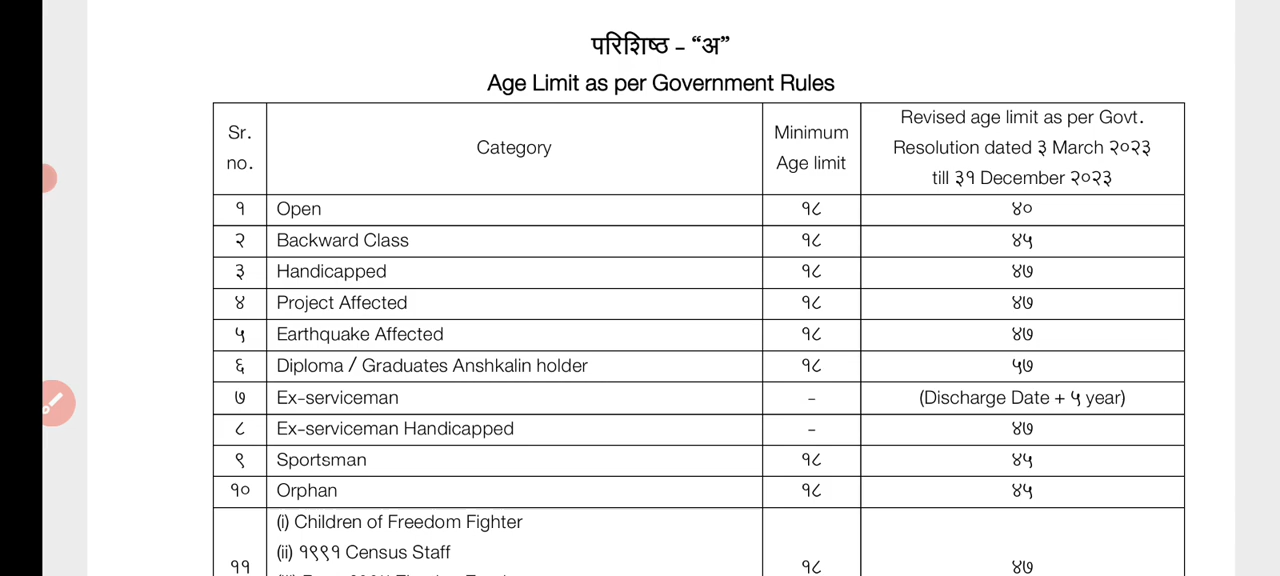 परिशिष्ठ - “अ”
Age Limit as per Government Rules
Sr. no. Category Minimum Age limit Revised age limit as per Govt. Resolution dated ३ March २०२३ till ३१ December २०२३
१ Open १८ ४०
२ Backward Class १८ ४५
३ Handicapped १८ ४७
४ Project Affected १८ ४७
५ Earthquake Affected १८ ४७
६ Diploma / Graduates Anshkalin holder १८ ५७
७ Ex-serviceman - (Discharge Date + ५ year)
८ Ex-serviceman Handicapped - ४७
९ Sportsman १८ ४५
१० Orphan १८ ४५
(i) Children of Freedom Fighter
(ii) १९९१ Census Staff
११ १८ ४७